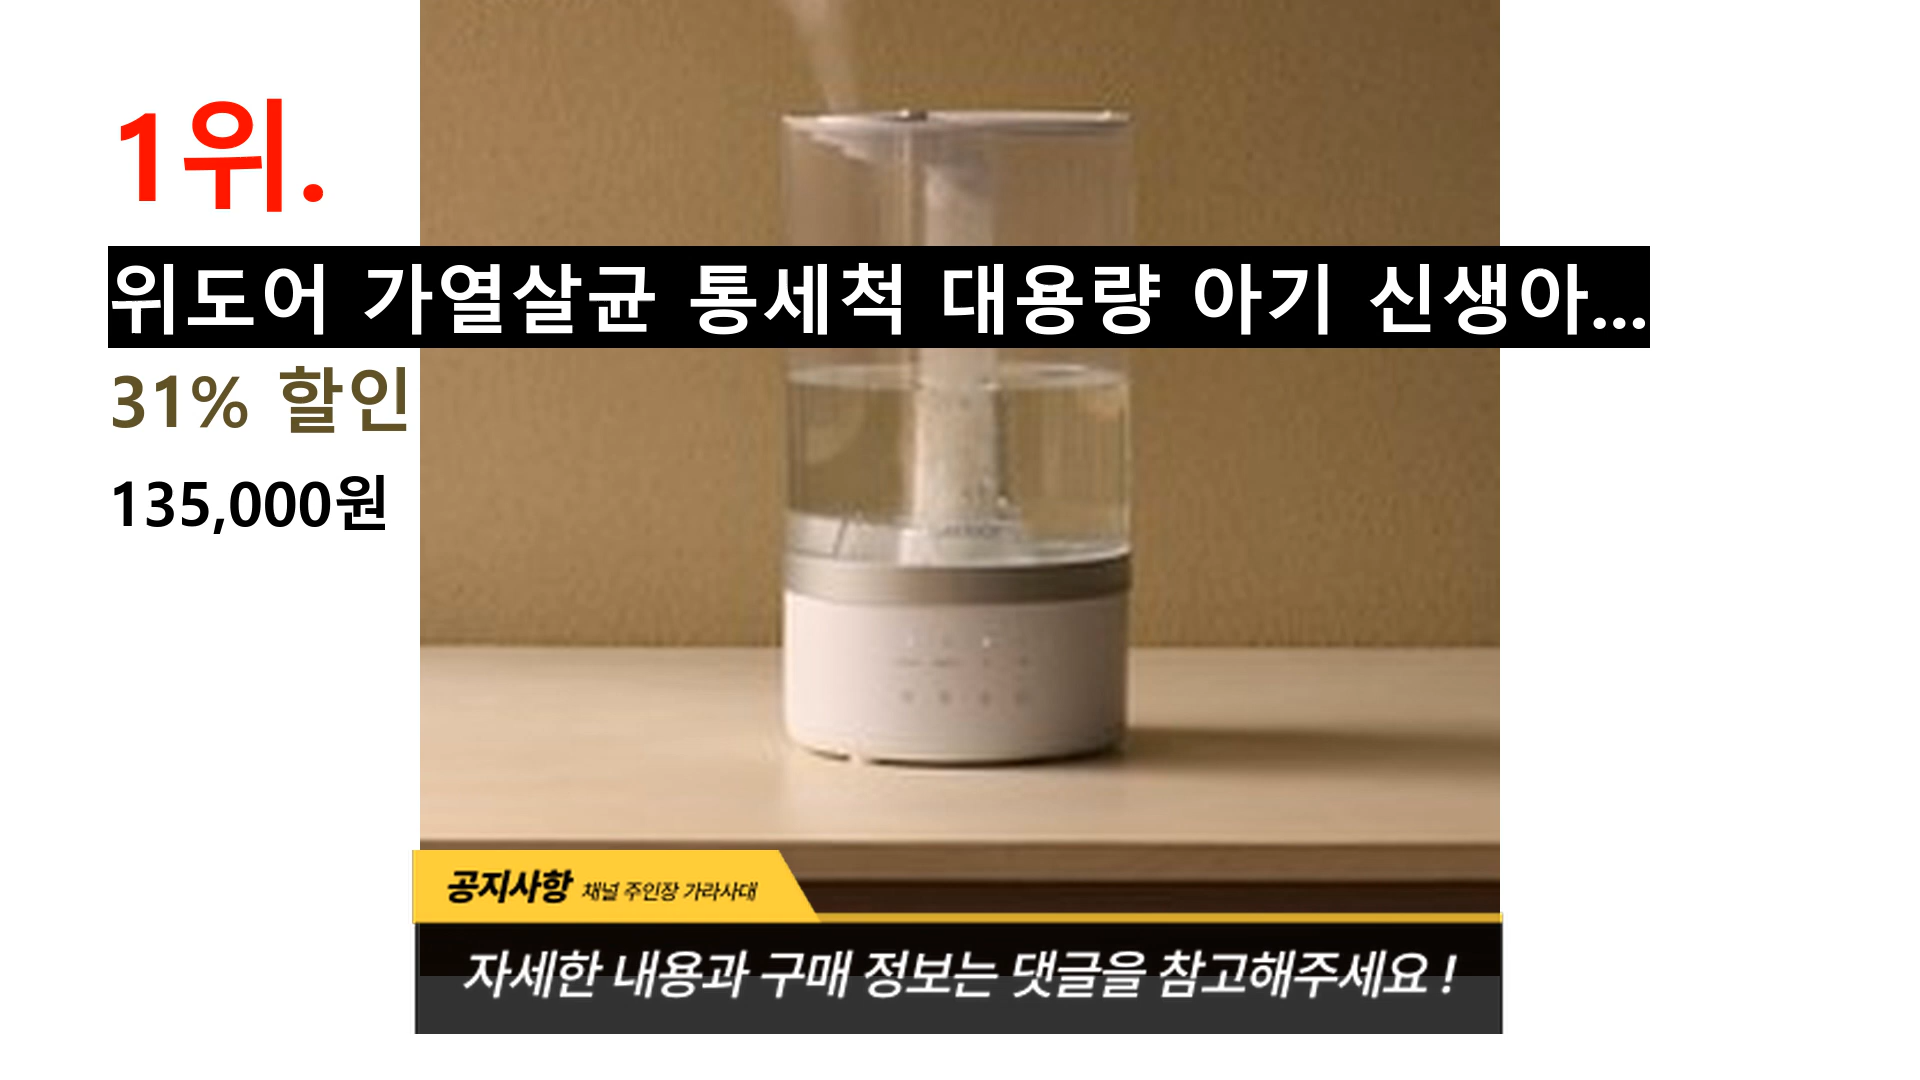 1위.
위도어 가열살균 통세척 대용량 아기 신생아...
31% 할인
135,000원
공지사항 채널 주인장 가라사대
자세한 내용과 구매 정보는 댓글을 참고해주세요 !